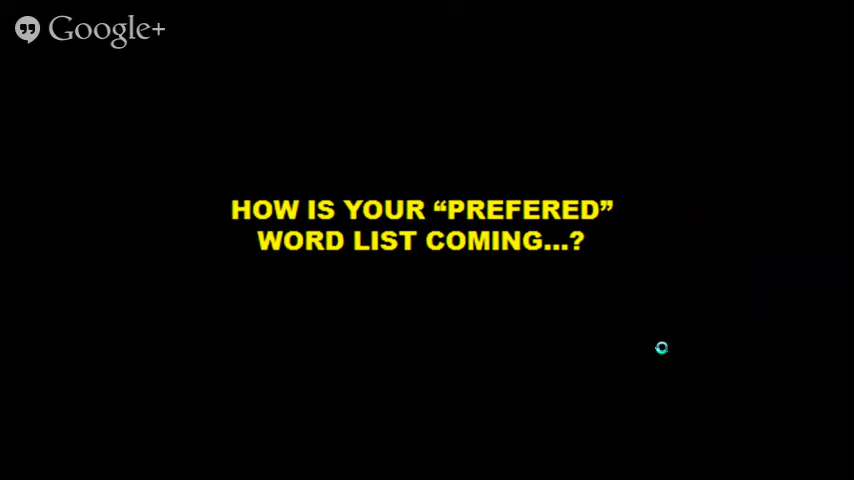 Google+
HOW IS YOUR “PREFERED”
WORD LIST COMING...?